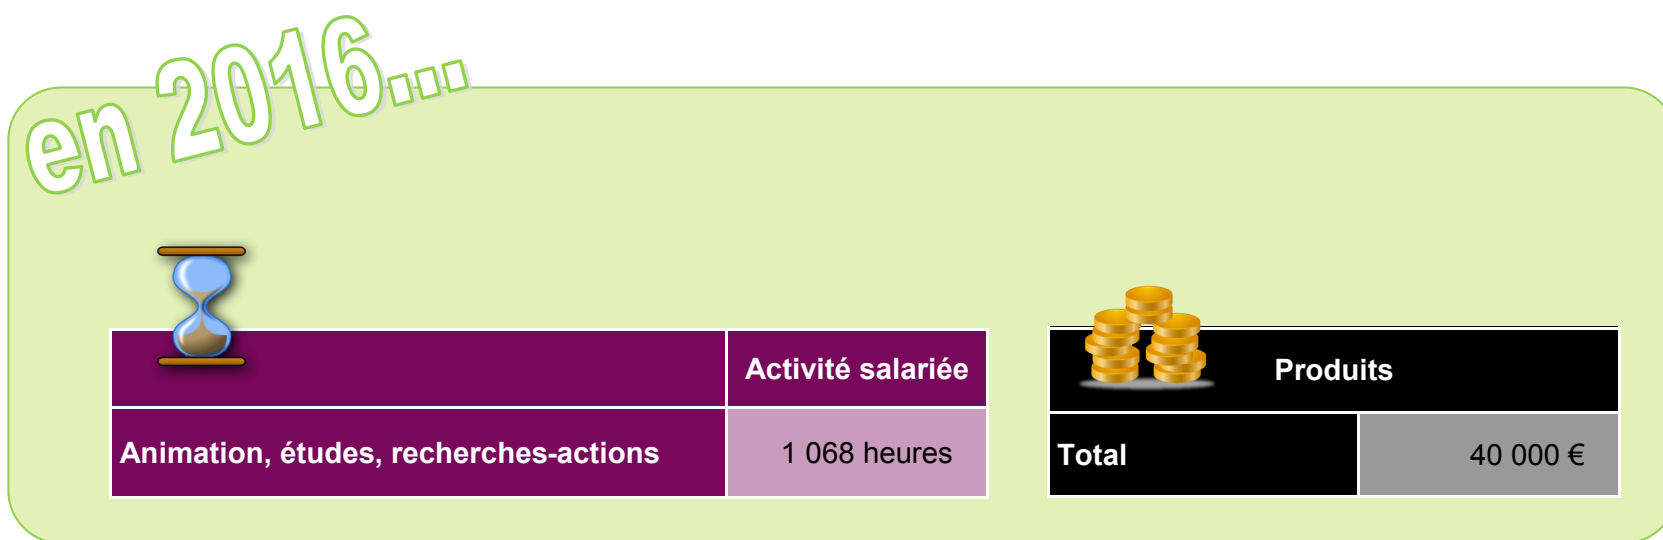 en 2016...
Activité salariée
Animation, études, recherches-actions 1 068 heures
Produits
Total 40 000 €